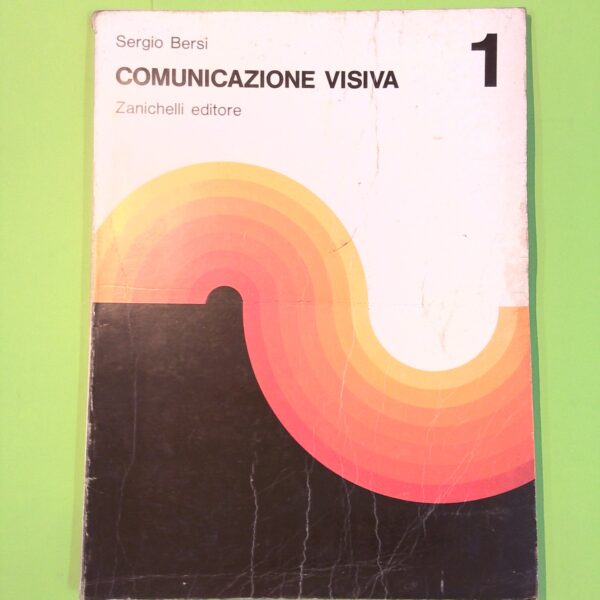 Sergio Bersi
COMUNICAZIONE VISIVA
1
Zanichelli editore